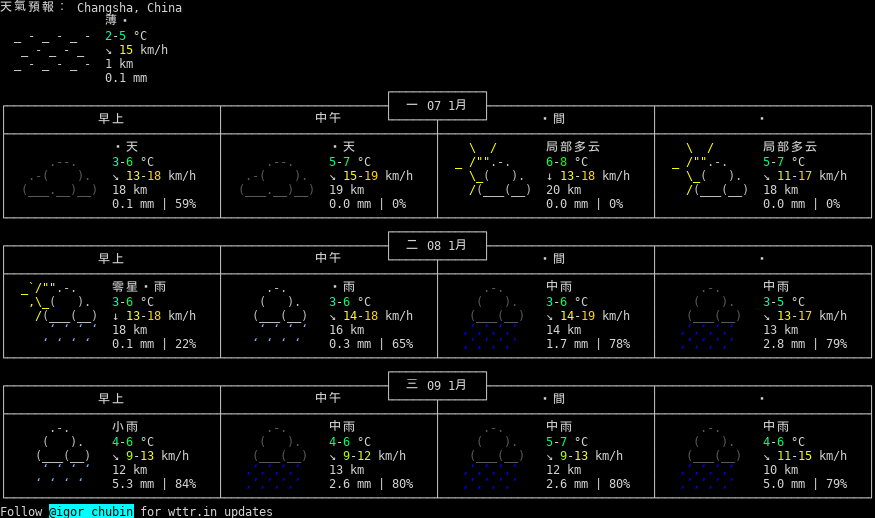 天氣預報： Changsha, China
薄・
2-5 °C
↘ 15 km/h
1 km
0.1 mm
一 07 1月
早上 中午 ・間 ・
・天 ・天 局部多云 局部多云
3-6 °C 5-7 °C 6-8 °C 5-7 °C
↘ 13-18 km/h ↘ 15-19 km/h ↓ 13-18 km/h ↘ 11-17 km/h
18 km 19 km 20 km 18 km
0.1 mm | 59% 0.0 mm | 0% 0.0 mm | 0% 0.0 mm | 0%
二 08 1月
早上 中午 ・間 ・
零星・雨 ・雨 中雨 中雨
3-6 °C 3-6 °C 3-6 °C 3-5 °C
↓ 13-18 km/h ↘ 14-18 km/h ↘ 14-19 km/h ↘ 13-17 km/h
18 km 16 km 14 km 13 km
0.1 mm | 22% 0.3 mm | 65% 1.7 mm | 78% 2.8 mm | 79%
三 09 1月
早上 中午 ・間 ・
小雨 中雨 中雨 中雨
4-6 °C 4-6 °C 5-7 °C 4-6 °C
↘ 9-13 km/h ↘ 9-12 km/h ↘ 9-13 km/h ↘ 11-15 km/h
12 km 13 km 12 km 10 km
5.3 mm | 84% 2.6 mm | 80% 2.6 mm | 80% 5.0 mm | 79%
Follow @igor_chubin for wttr.in updates